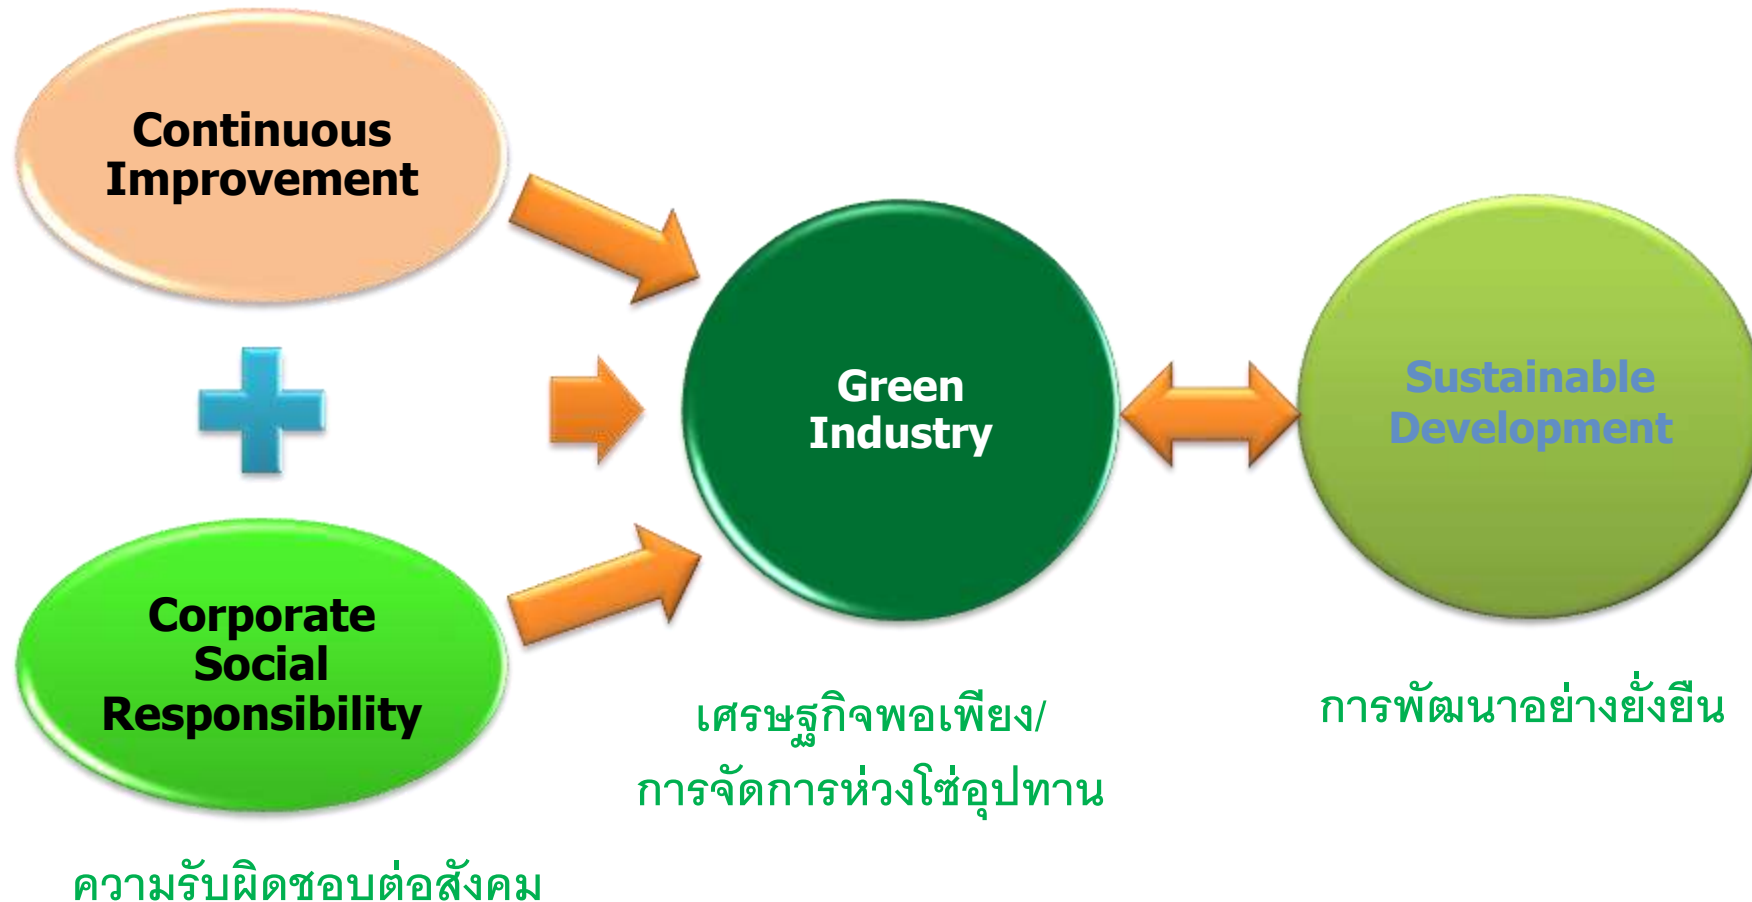 Continuous
Improvement
Corporate
Social
Responsibility
ความรับผิดชอบต่อสังคม
Green
Industry
เศรษฐกิจพอเพียง/
การจัดการห่วงโซ่อุปทาน
Sustainable
Development
การพัฒนาอย่างยั่งยืน